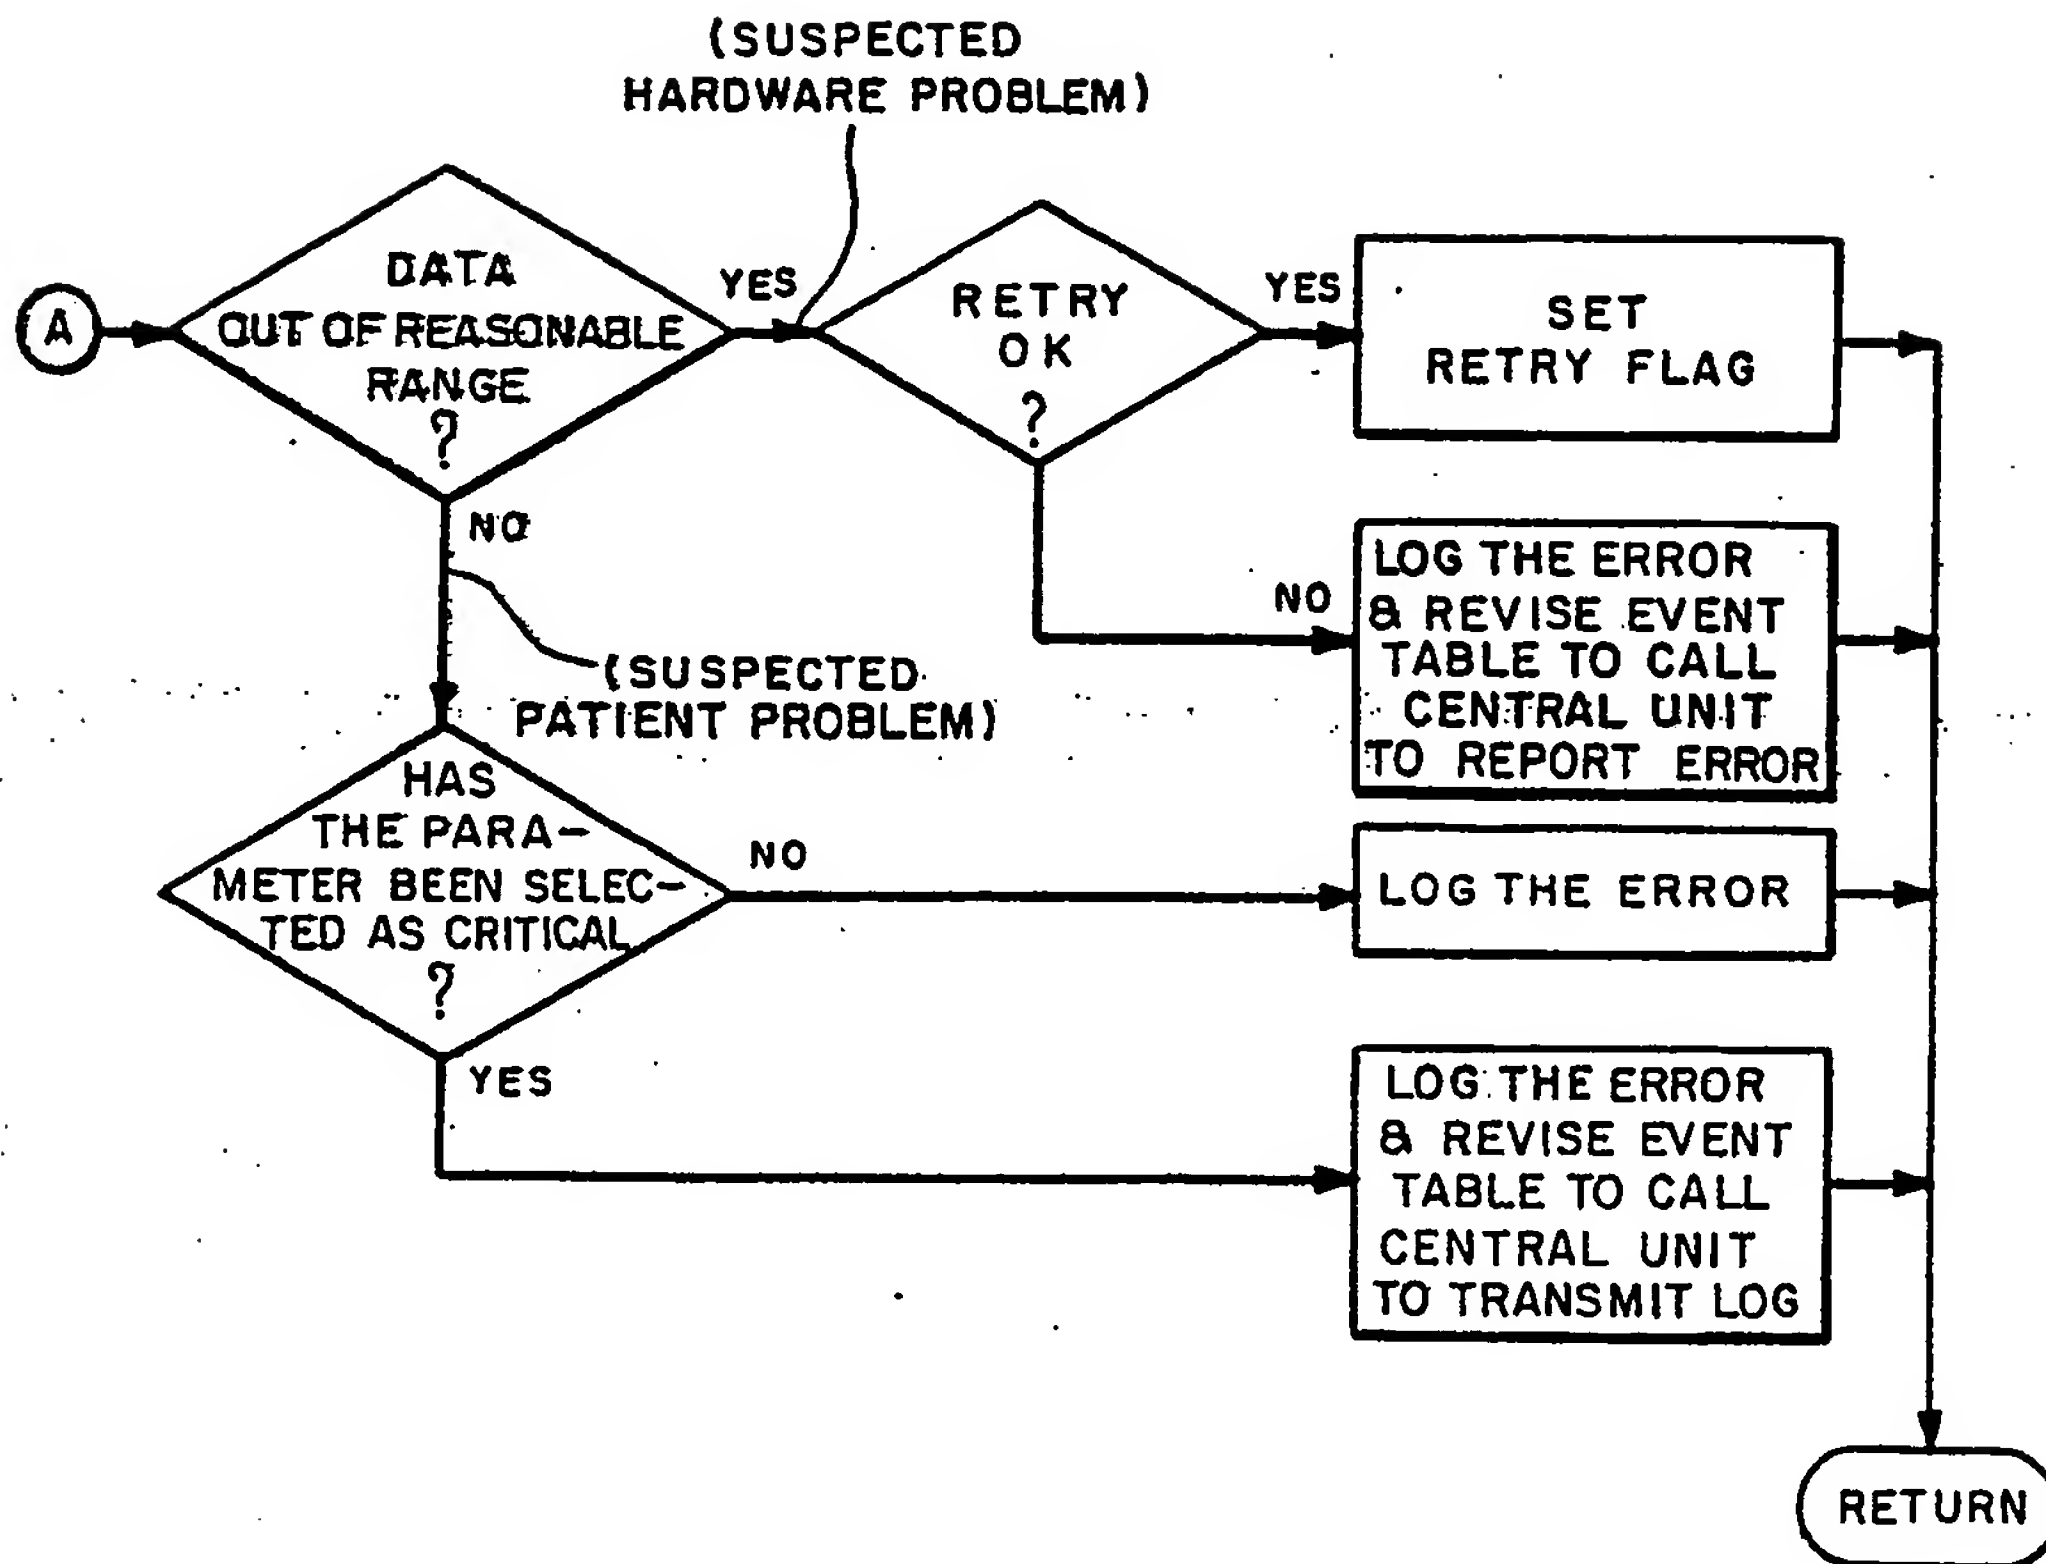 (SUSPECTED
HARDWARE PROBLEM)
A
DATA
OUT OF REASONABLE
RANGE
?
YES
RETRY
OK
?
YES
SET
RETRY FLAG
NO
(SUSPECTED
PATIENT PROBLEM)
NO
LOG THE ERROR
& REVISE EVENT
TABLE TO CALL
CENTRAL UNIT
TO REPORT ERROR
HAS
THE PARA-
METER BEEN SELEC-
TED AS CRITICAL
?
NO
LOG THE ERROR
YES
LOG THE ERROR
& REVISE EVENT
TABLE TO CALL
CENTRAL UNIT
TO TRANSMIT LOG
RETURN